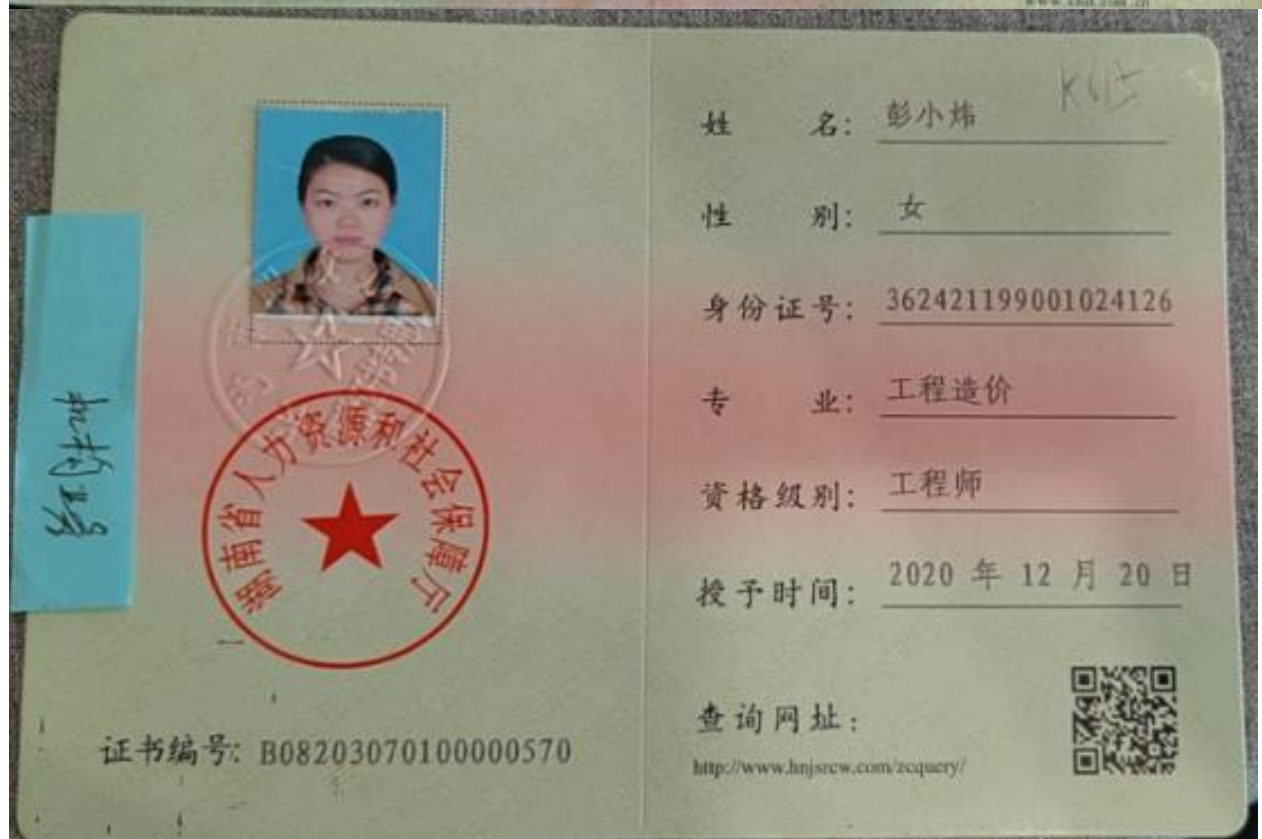 湖南省人力资源和社会保障厅
证书编号: B08203070100000570
姓 名: 彭小炜
性 别: 女
身份证号: 362421199001024126
专 业: 工程造价
资格级别: 工程师
授予时间: 2020 年 12 月 20 日
查询网址:
http://www.hnjsrcw.com/zcquery/